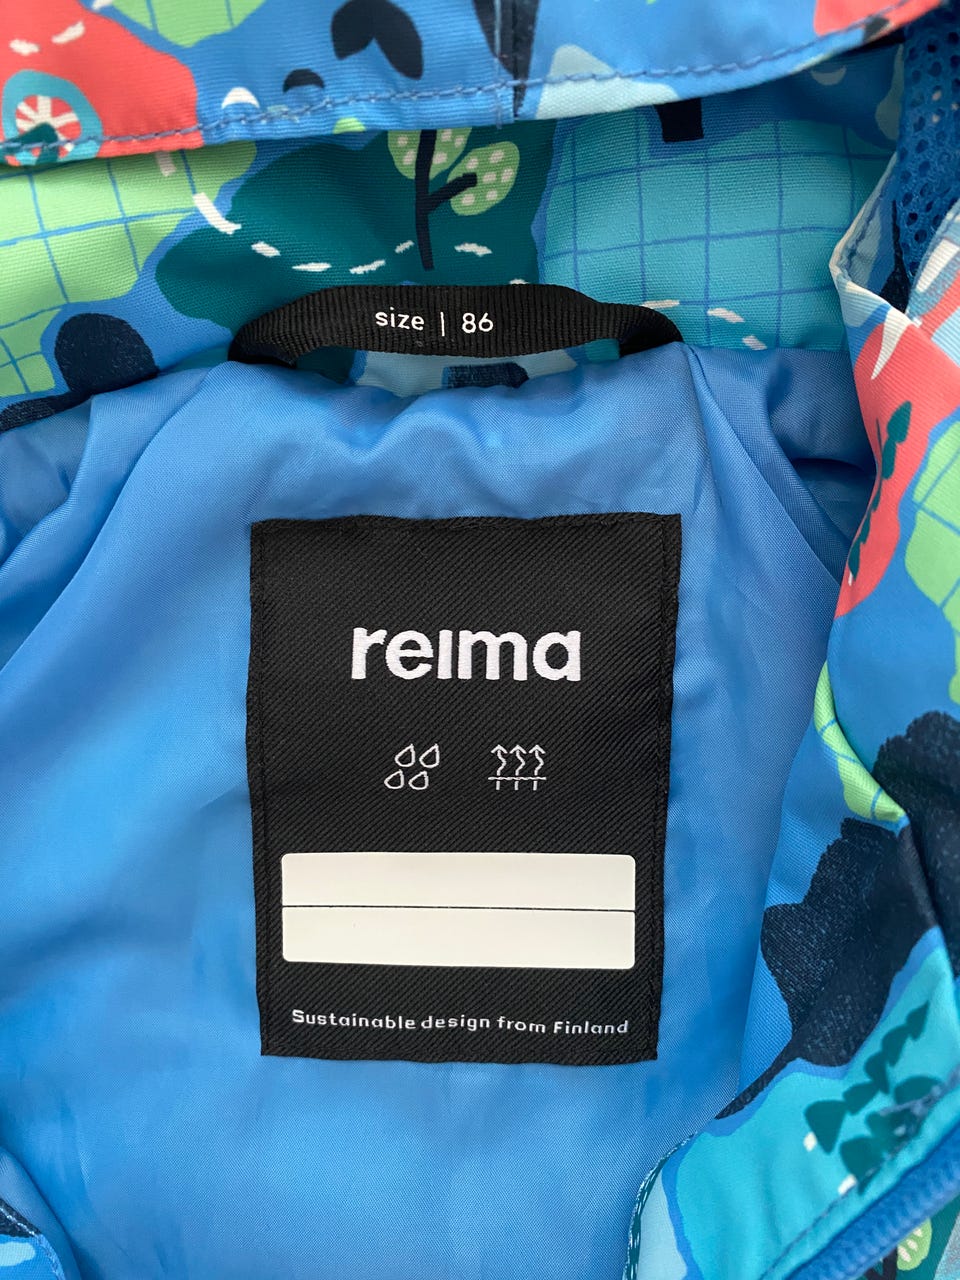 size | 86
reima
Sustainable design from Finland